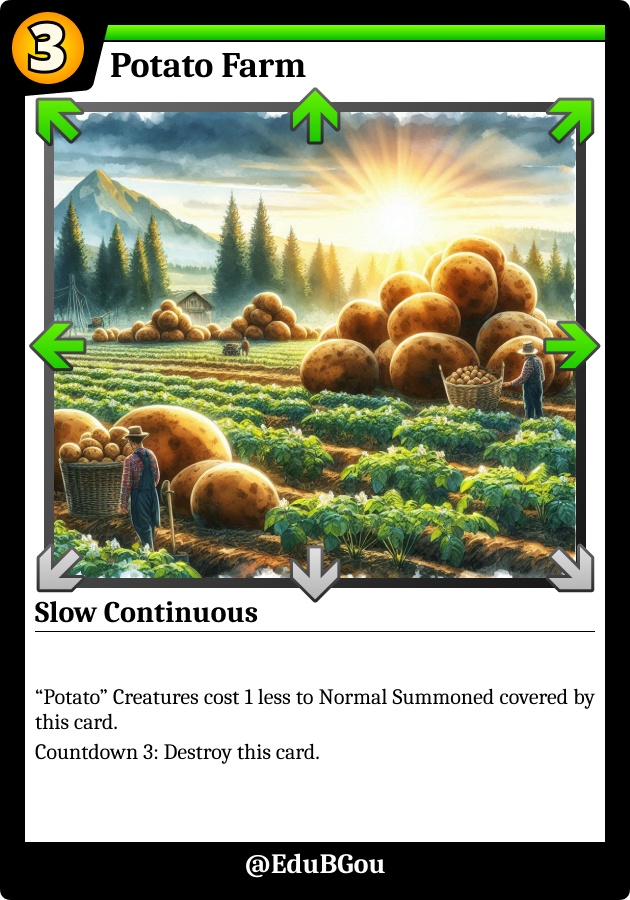 3
Potato Farm
Slow Continuous
“Potato” Creatures cost 1 less to Normal Summoned covered by
this card.
Countdown 3: Destroy this card.
@EduBGou